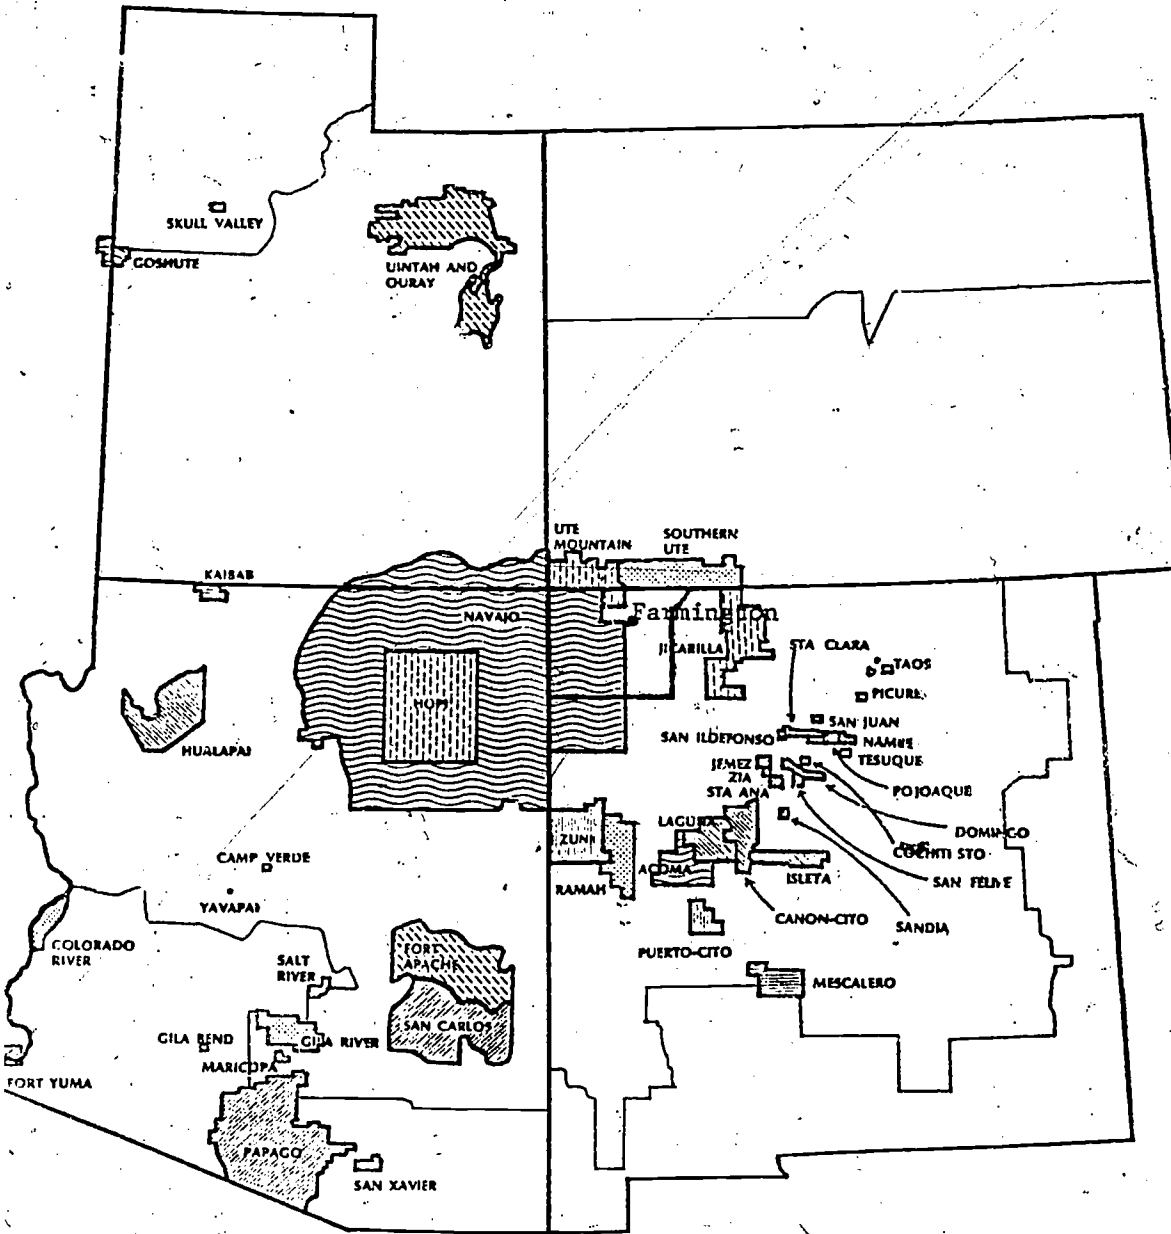 SKULL VALLEY
GOSHUTE
UINTAH AND
OURAY
UTE
MOUNTAIN
SOUTHERN
UTE
KAIBAB
NAVAJO
Farmington
JICARILLA
STA CLARA
TAOS
PICURE
HOPI
HUALAPAI
SAN JUAN
SAN ILDEFONSO
NAMBE
TESUQUE
JEMEZ
ZIA
STA ANA
POJOAQUE
LAGUNA
DOMINGO
ZUNI
COCHITI STO
CAMP VERDE
ACOMA
ISLETA
SAN FELIVE
RAMAH
YAVAPAI
CANON-CITO
SANDIA
COLORADO
RIVER
FORT
APACHE
PUERTO-CITO
SALT
RIVER
MESCALERO
SAN CARLOS
GILA BEND
GILA RIVER
MARICOPA
FORT YUMA
PAPAGO
SAN XAVIER